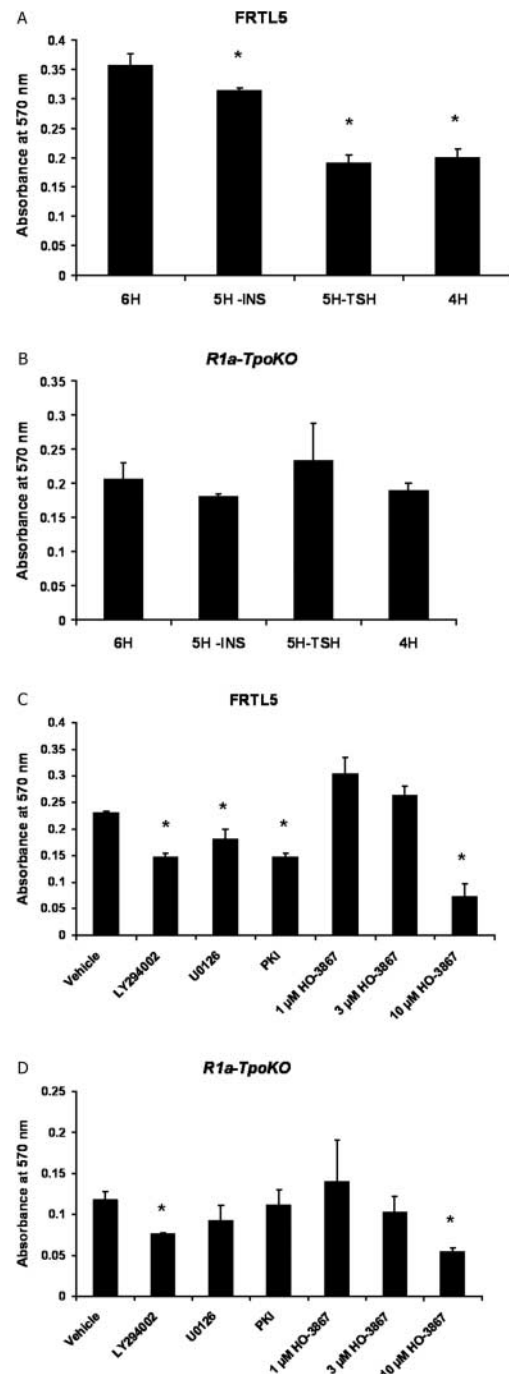 A
FRTL5
Absorbance at 570 nm
0.4
0.35
0.3
0.25
0.2
0.15
0.1
0.05
0
*
*
*
6H
5H -INS
5H-TSH
4H
B
R1a-TpoKO
Absorbance at 570 nm
0.35
0.3
0.25
0.2
0.15
0.1
0.05
0
6H
5H -INS
5H-TSH
4H
C
FRTL5
Absorbance at 570 nm
0.4
0.35
0.3
0.25
0.2
0.15
0.1
0.05
0
*
*
*
*
Vehicle
LY294002
U0126
PKI
1 µM HO-3867
3 µM HO-3867
10 µM HO-3867
D
R1a-TpoKO
Absorbance at 570 nm
0.25
0.2
0.15
0.1
0.05
0
*
*
Vehicle
LY294002
U0126
PKI
1 µM HO-3867
3 µM HO-3867
10 µM HO-3867